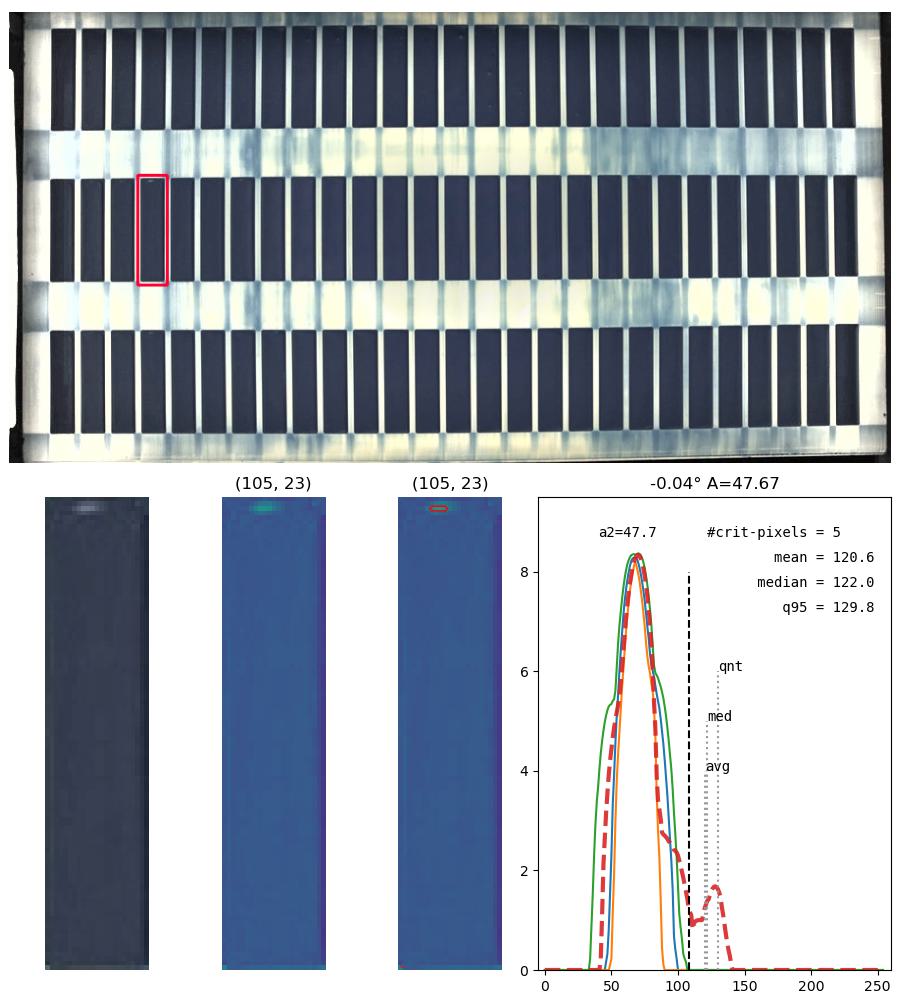 (105, 23)
(105, 23)
-0.04° A=47.67
a2=47.7
#crit-pixels = 5
mean = 120.6
median = 122.0
q95 = 129.8
qnt
med
avg
8
6
4
2
0
0 50 100 150 200 250